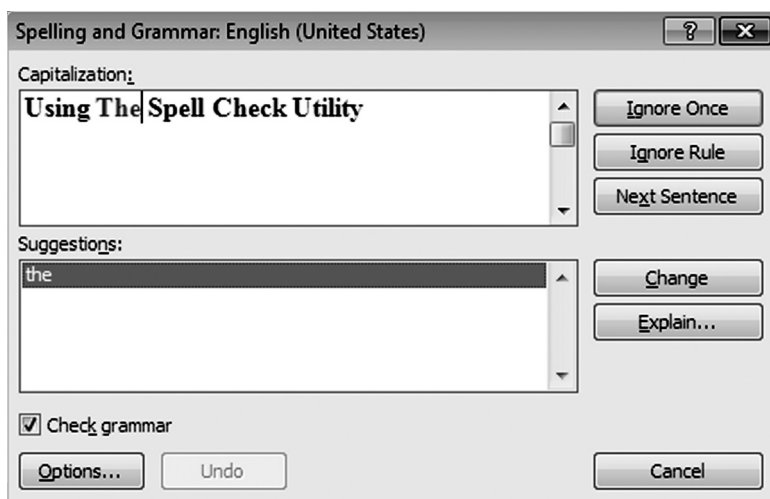 Spelling and Grammar: English (United States)
?
X
Capitalization:
Using The Spell Check Utility
Ignore Once
Ignore Rule
Next Sentence
Suggestions:
the
Change
Explain...
Check grammar
Options...
Undo
Cancel